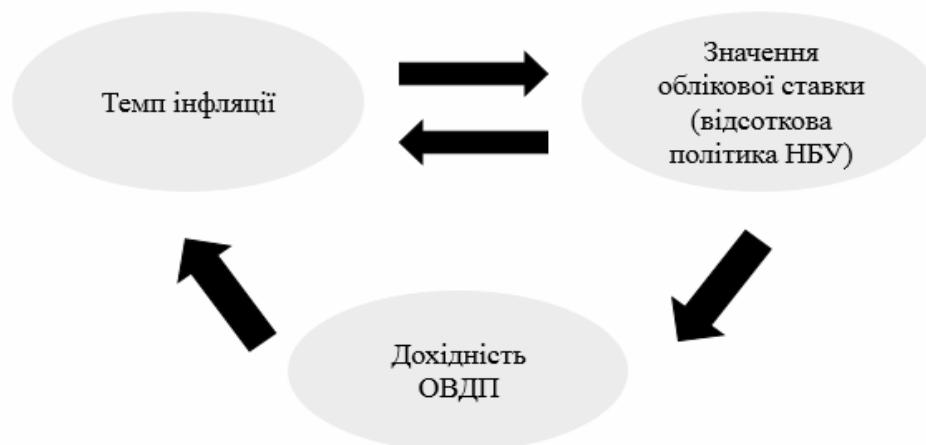 Темп інфляції
Значення
облікової ставки
(відсоткова
політика НБУ)
Дохідність
ОВДП